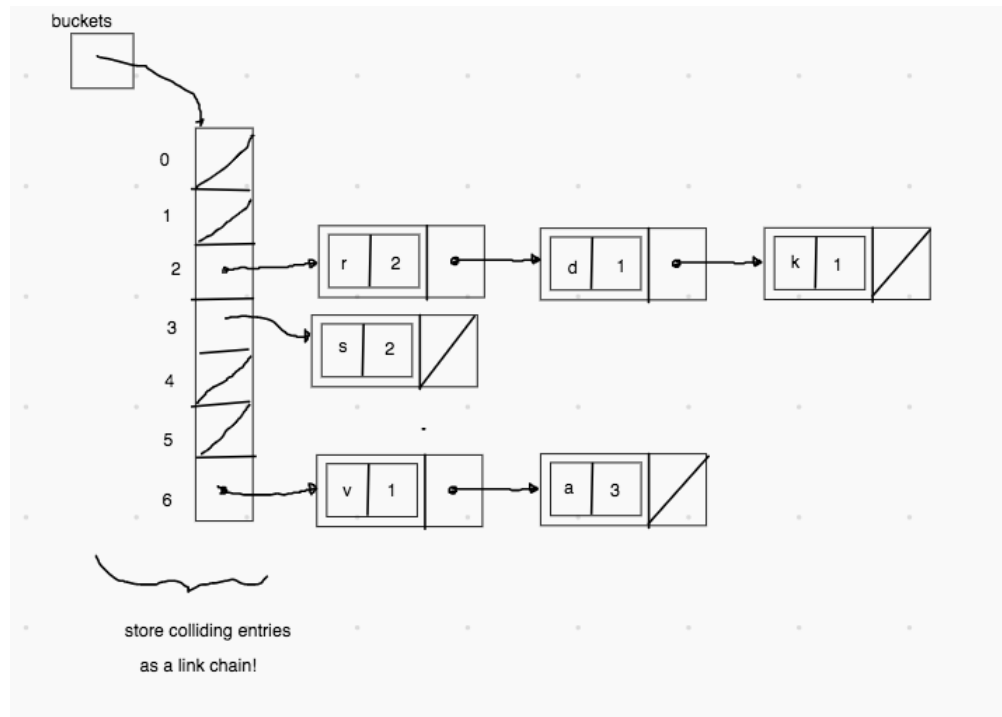 buckets
0
1
2 r 2 d 1 k 1
3 s 2
4
5
6 v 1 a 3
store colliding entries
as a link chain!